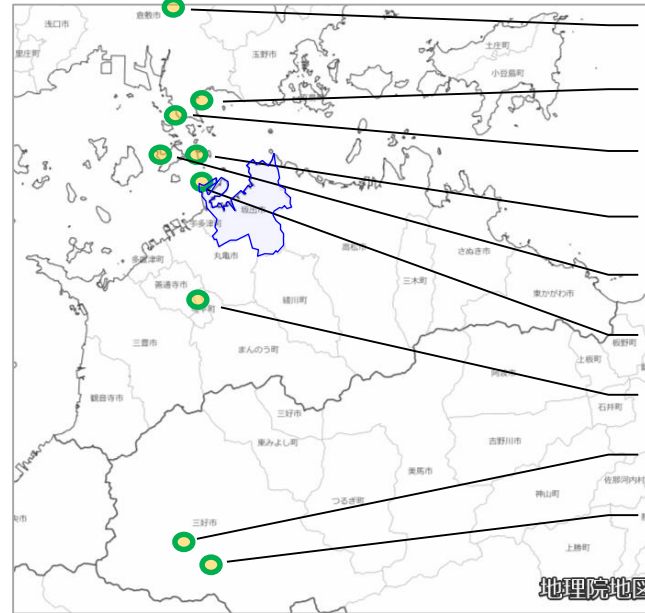 浅口市
倉敷市
里庄町
玉野市
土庄町
小豆島町
坂出市
宇多津町
多度津町
丸亀市
高松市
さぬき市
東かがわ市
善通寺市
三木町
綾川町
三豊市
まんのう町
板野町
上板町
阿波市
観音寺市
石井町
三好市
東みよし町
吉野川市
美馬市
佐那河内村
つるぎ町
神山町
三好市
上勝町
地理院地図